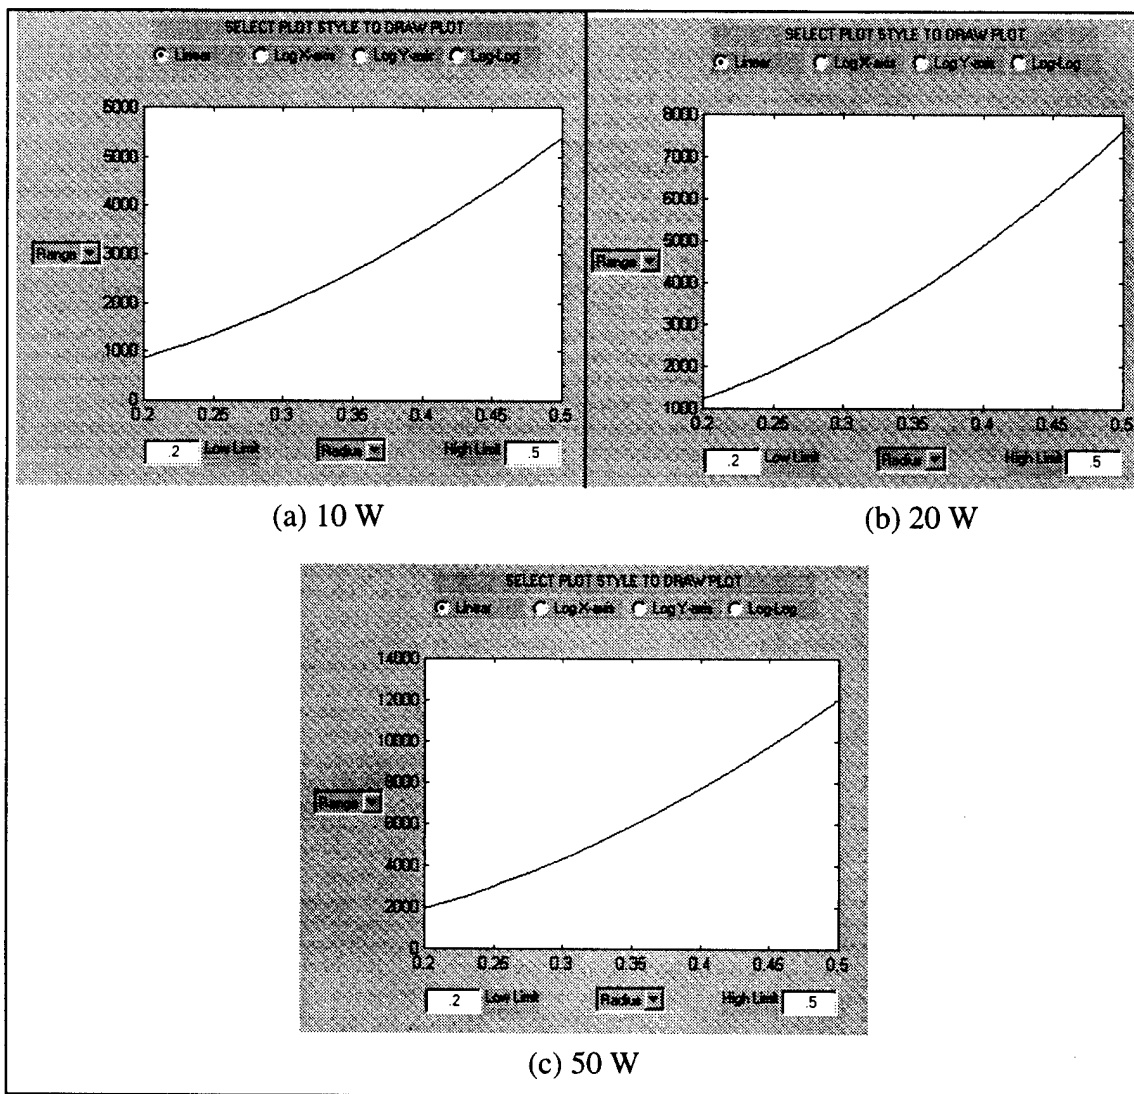 SELECT PLOT STYLE TO DRAW PLOT
Linear Log X-axis Log Y-axis Log-Log
6000
5000
4000
3000
2000
1000
0
Range
0.2 0.25 0.3 0.35 0.4 0.45 0.5
.2 Low Limit Radius High Limit .5
(a) 10 W
SELECT PLOT STYLE TO DRAW PLOT
Linear Log X-axis Log Y-axis Log-Log
8000
7000
6000
5000
4000
3000
2000
1000
Range
0.2 0.25 0.3 0.35 0.4 0.45 0.5
.2 Low Limit Radius High Limit .5
(b) 20 W
SELECT PLOT STYLE TO DRAW PLOT
Linear Log X-axis Log Y-axis Log-Log
14000
12000
10000
8000
6000
4000
2000
0
Range
0.2 0.25 0.3 0.35 0.4 0.45 0.5
.2 Low Limit Radius High Limit .5
(c) 50 W